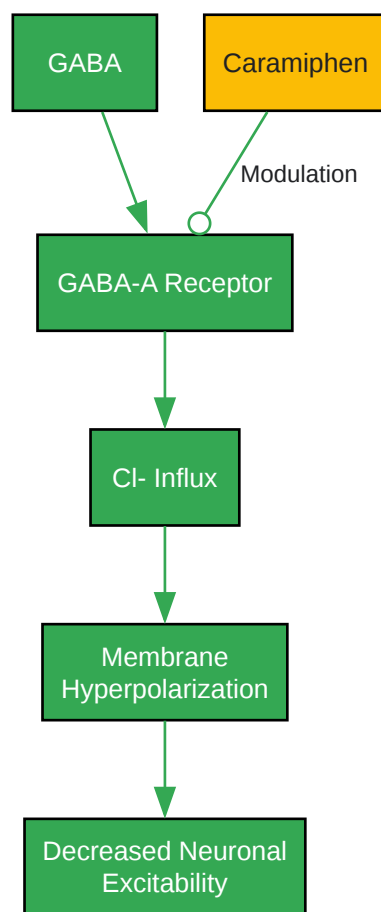 GABA
Caramiphen
Modulation
GABA-A Receptor
Cl- Influx
Membrane
Hyperpolarization
Decreased Neuronal
Excitability